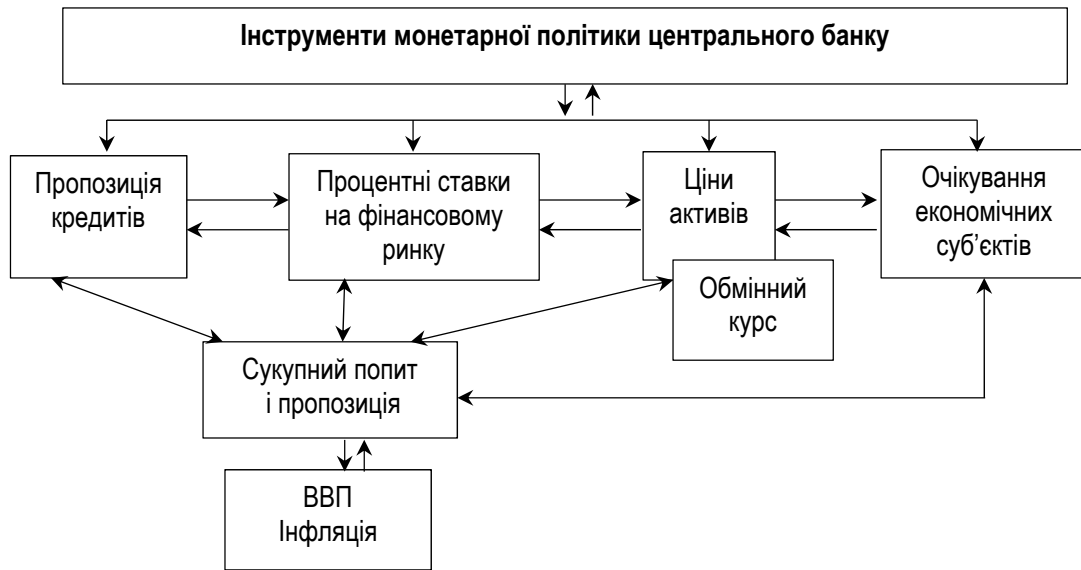 Інструменти монетарної політики центрального банку
Пропозиція
кредитів
Процентні ставки
на фінансовому
ринку
Ціни
активів
Очікування
економічних
суб’єктів
Обмінний
курс
Сукупний попит
і пропозиція
ВВП
Інфляція